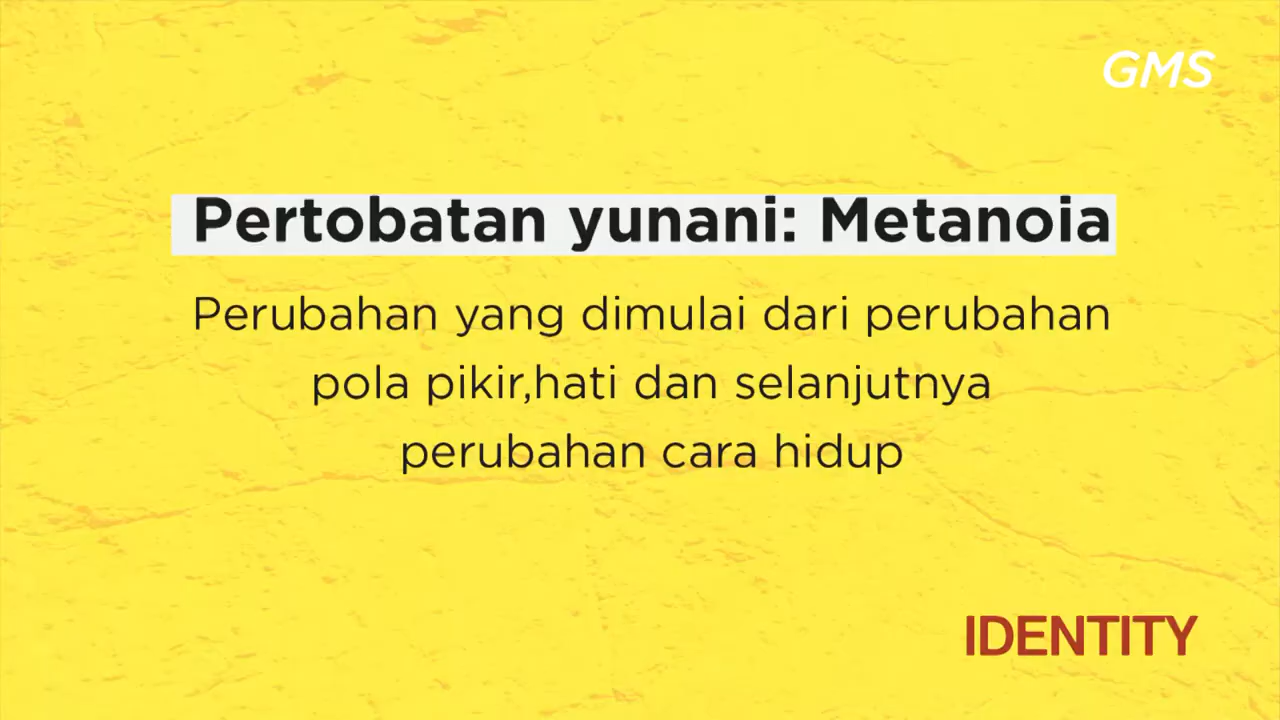 GMS
Pertobatan yunani: Metanoia
Perubahan yang dimulai dari perubahan
pola pikir,hati dan selanjutnya
perubahan cara hidup
IDENTITY